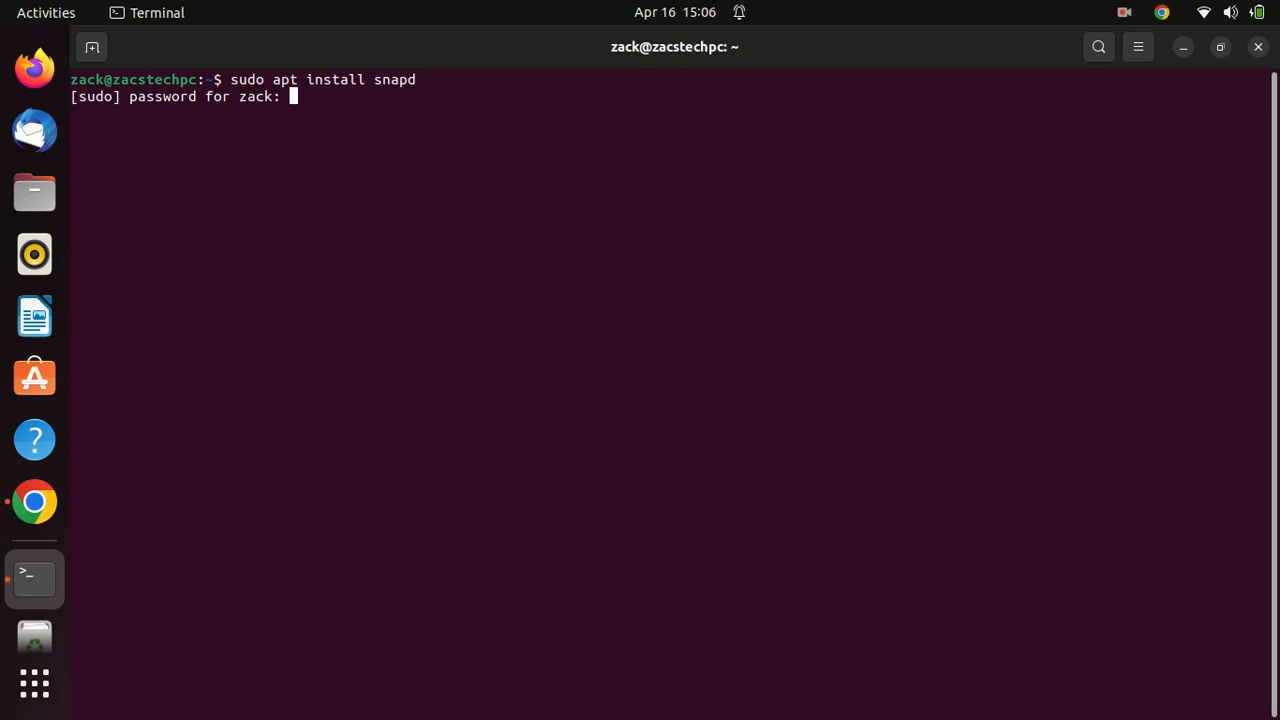 Activities
Terminal
Apr 16 15:06
zack@zacstechpc: ~
zack@zacstechpc:~$ sudo apt install snapd
[sudo] password for zack: